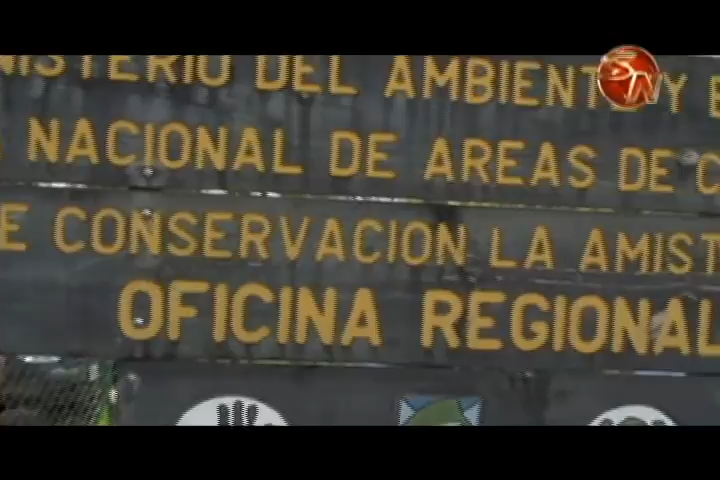 NISTERIO DEL AMBIENTE Y E
NACIONAL DE AREAS DE C
E CONSERVACION LA AMIST
OFICINA REGIONAL